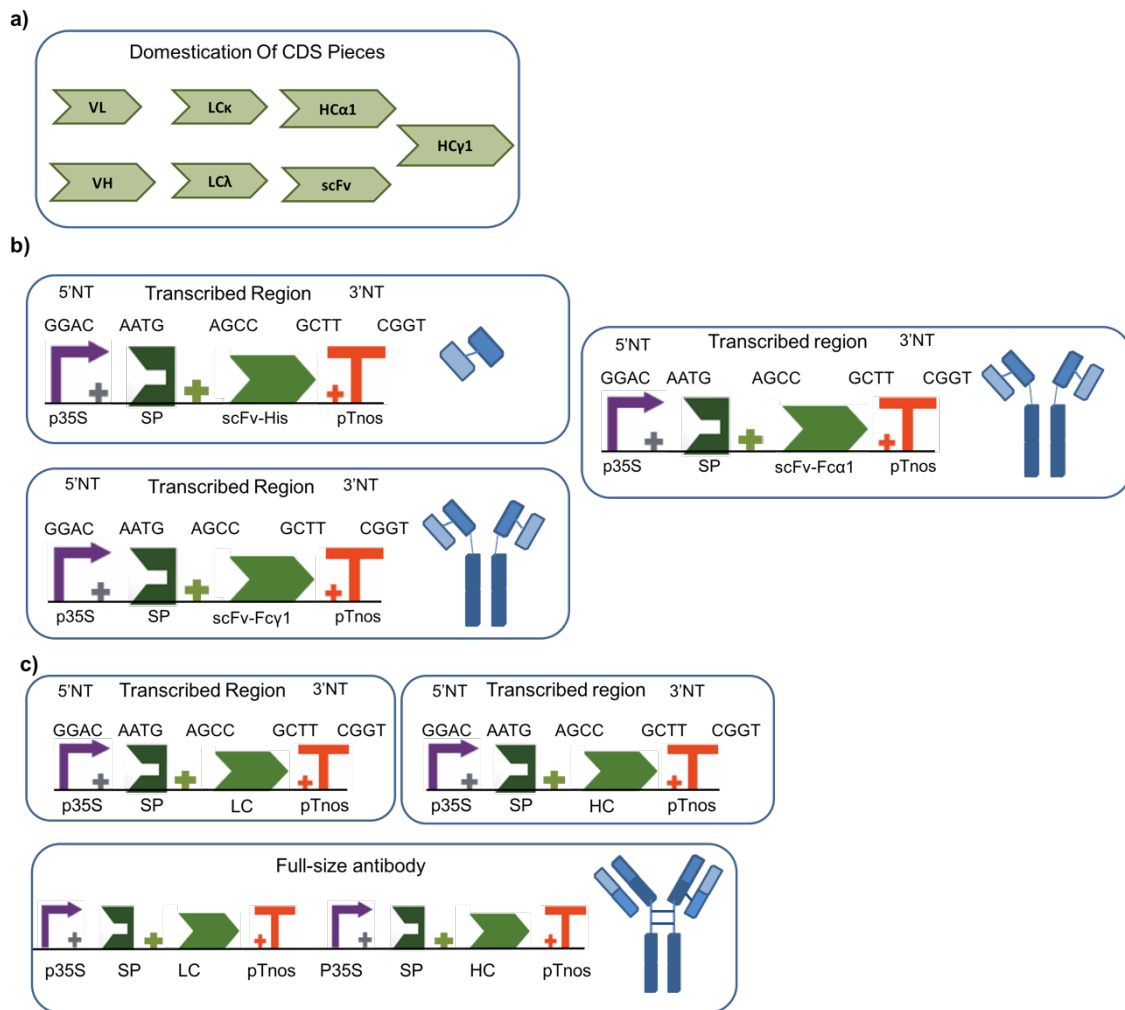 a)
Domestication Of CDS Pieces
VL LCκ HCα1
HCγ1
VH LCλ scFv
b)
5'NT Transcribed Region 3'NT
GGAC AATG AGCC GCTT CGGT
p35S SP scFv-His pTnos
5'NT Transcribed region 3'NT
GGAC AATG AGCC GCTT CGGT
p35S SP scFv-Fcα1 pTnos
5'NT Transcribed Region 3'NT
GGAC AATG AGCC GCTT CGGT
p35S SP scFv-Fcγ1 pTnos
c)
5'NT Transcribed Region 3'NT
GGAC AATG AGCC GCTT CGGT
p35S SP LC pTnos
5'NT Transcribed region 3'NT
GGAC AATG AGCC GCTT CGGT
p35S SP HC pTnos
Full-size antibody
p35S SP LC pTnos P35S SP HC pTnos